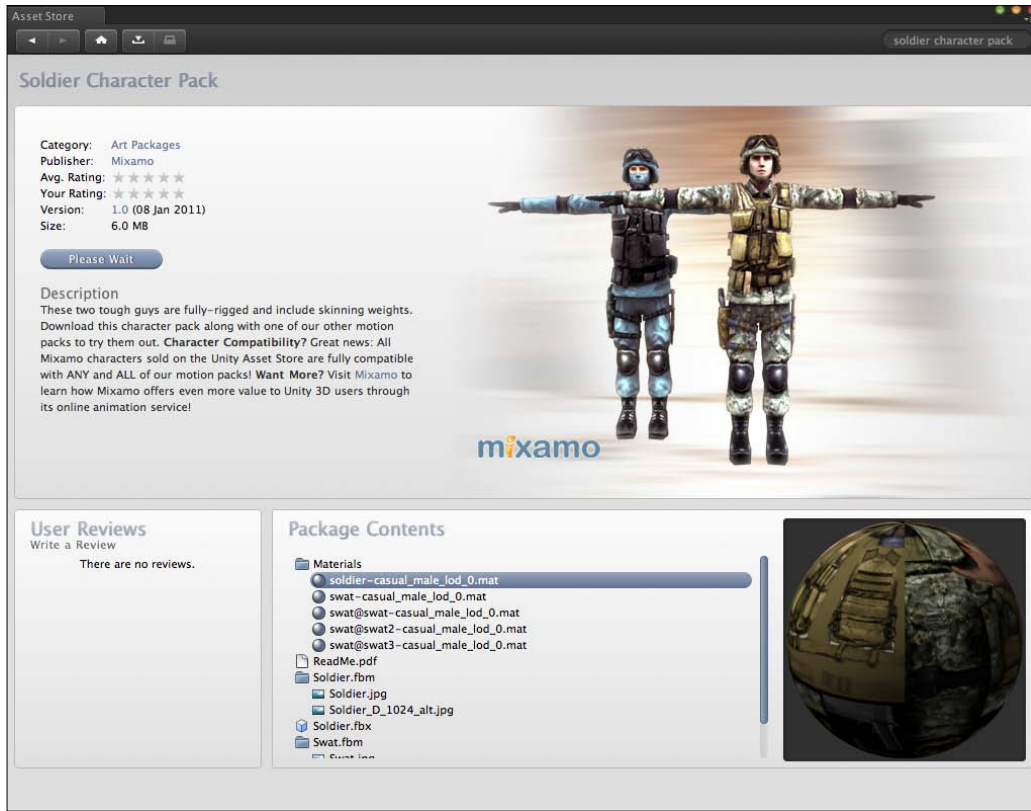 Asset Store
soldier character pack
Soldier Character Pack
Category: Art Packages
Publisher: Mixamo
Avg. Rating:
Your Rating:
Version: 1.0 (08 Jan 2011)
Size: 6.0 MB
Please Wait
Description
These two tough guys are fully-rigged and include skinning weights.
Download this character pack along with one of our other motion
packs to try them out. Character Compatibility? Great news: All
Mixamo characters sold on the Unity Asset Store are fully compatible
with ANY and ALL of our motion packs! Want More? Visit Mixamo to
learn how Mixamo offers even more value to Unity 3D users through
its online animation service!
mixamo
User Reviews
Write a Review
There are no reviews.
Package Contents
Materials
soldier-casual_male_lod_0.mat
swat-casual_male_lod_0.mat
swat@swat-casual_male_lod_0.mat
swat@swat2-casual_male_lod_0.mat
swat@swat3-casual_male_lod_0.mat
ReadMe.pdf
Soldier.fbm
Soldier.jpg
Soldier_D_1024_alt.jpg
Soldier.fbx
Swat.fbm